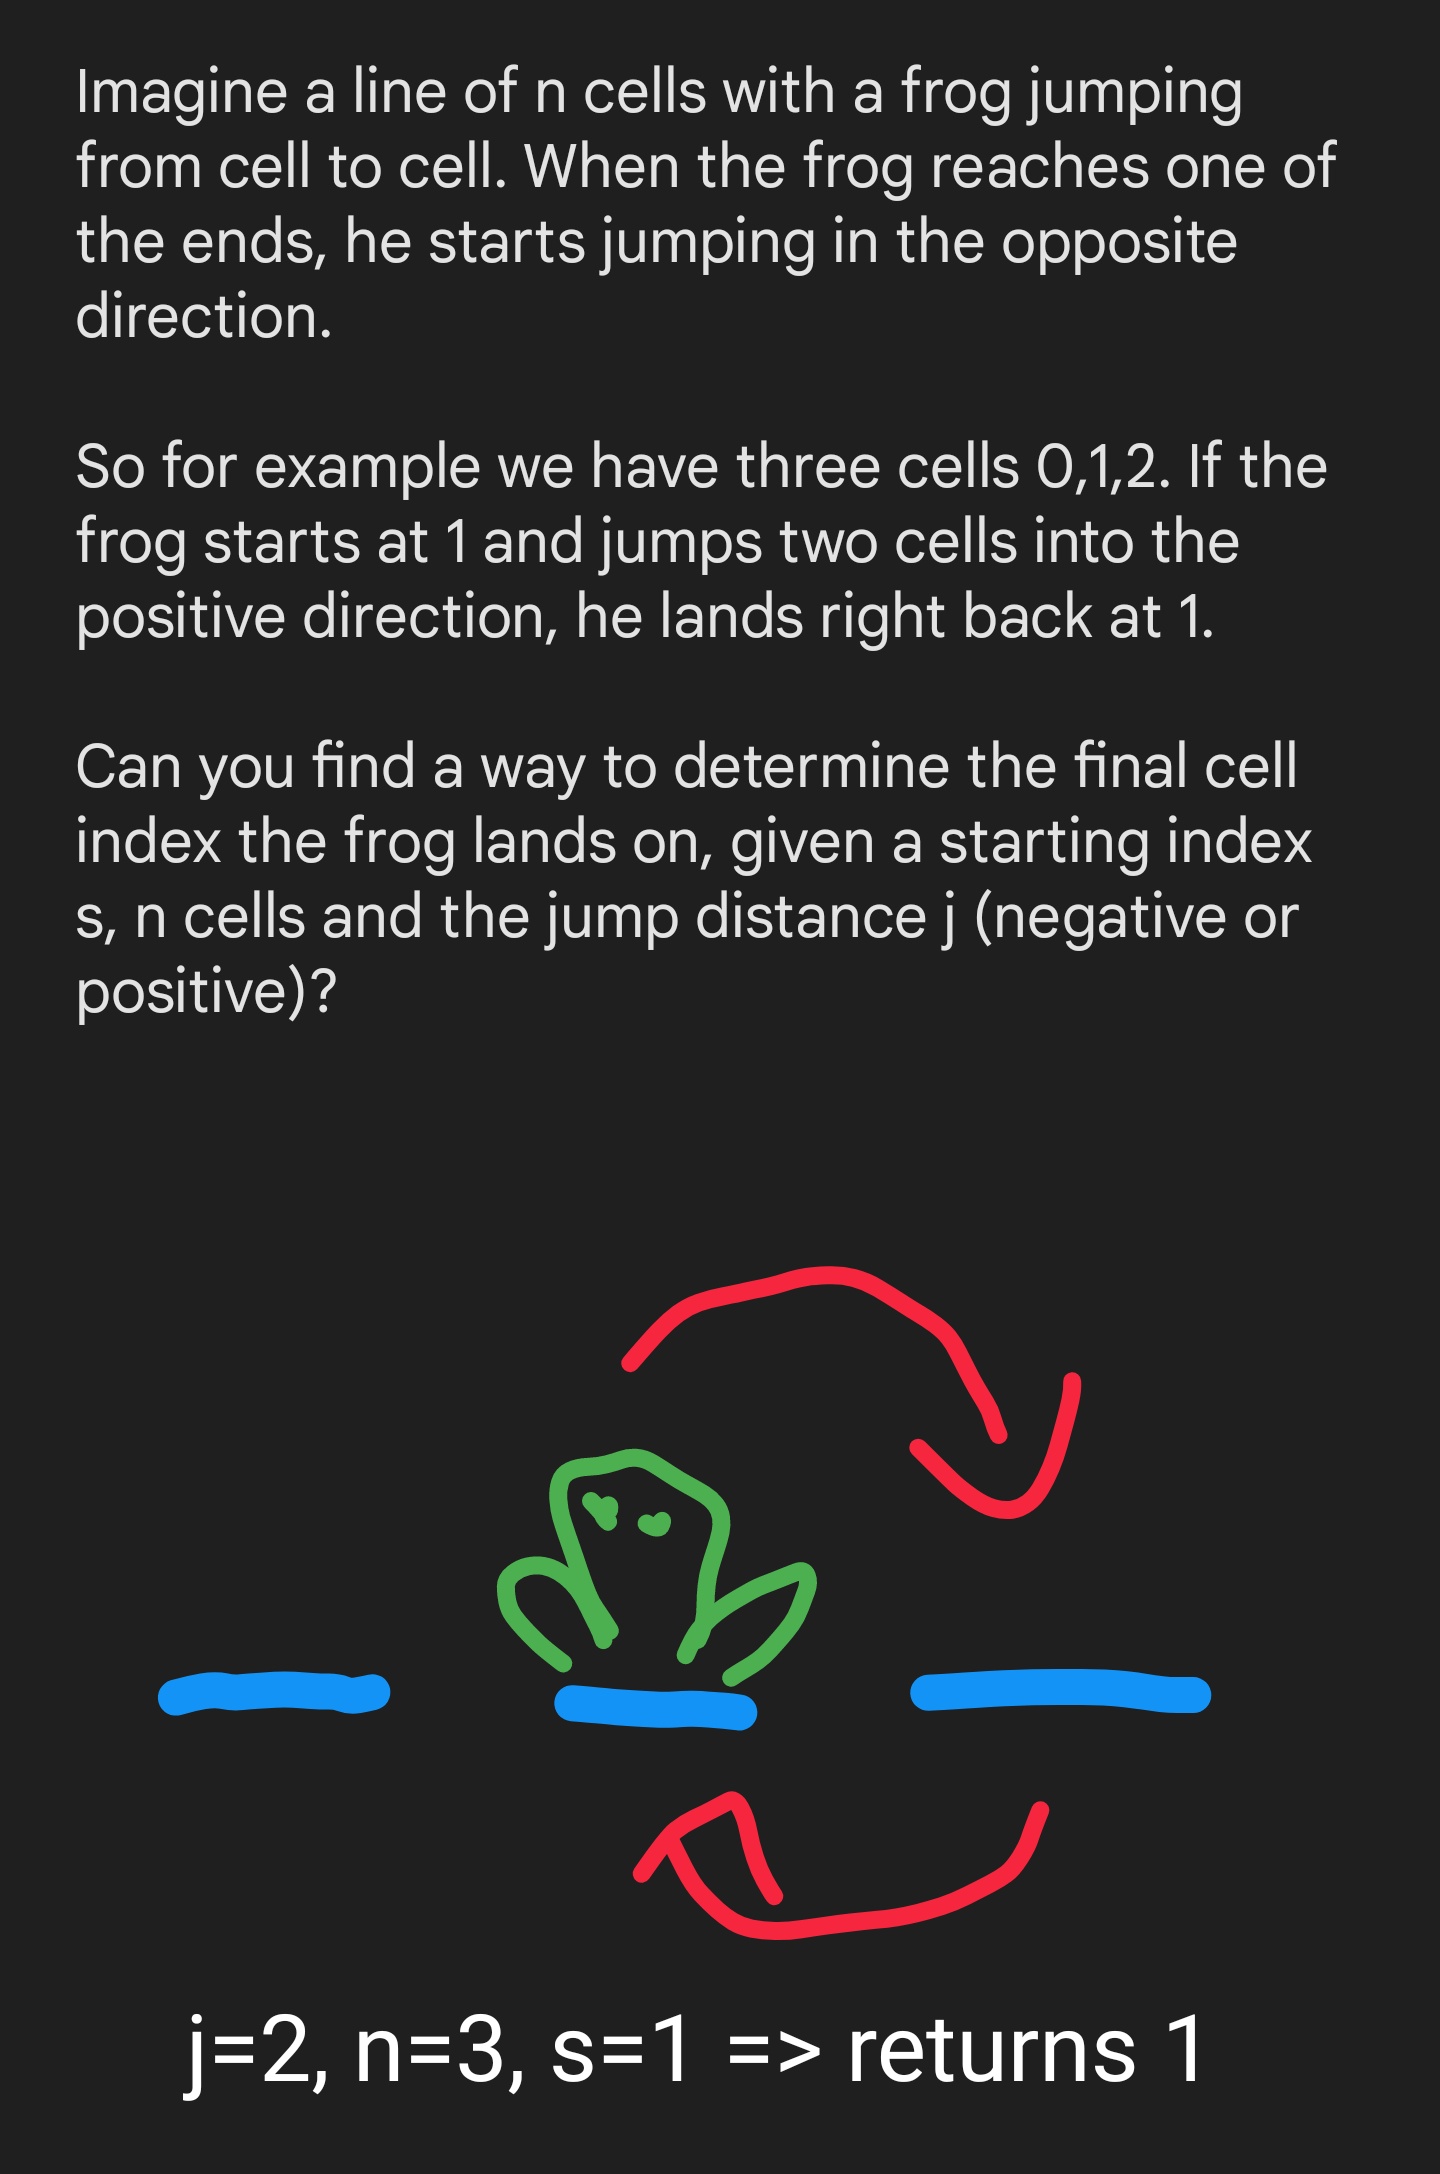 Imagine a line of n cells with a frog jumping
from cell to cell. When the frog reaches one of
the ends, he starts jumping in the opposite
direction.
So for example we have three cells 0,1,2. If the
frog starts at 1 and jumps two cells into the
positive direction, he lands right back at 1.
Can you find a way to determine the final cell
index the frog lands on, given a starting index
s, n cells and the jump distance j (negative or
positive)?
j=2, n=3, s=1 => returns 1